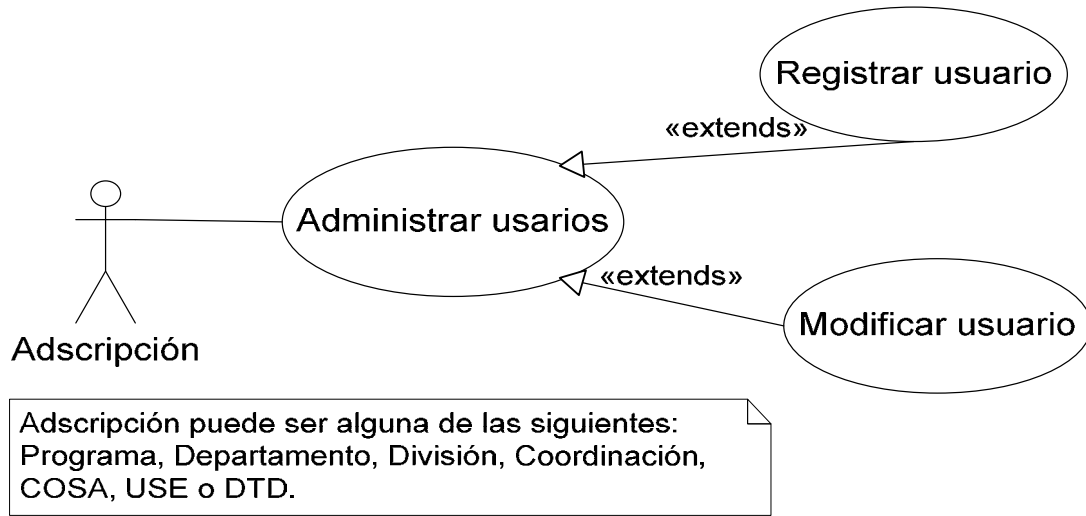 Registrar usuario
«extends»
Administrar usarios
«extends»
Modificar usuario
Adscripción
Adscripción puede ser alguna de las siguientes:
Programa, Departamento, División, Coordinación,
COSA, USE o DTD.